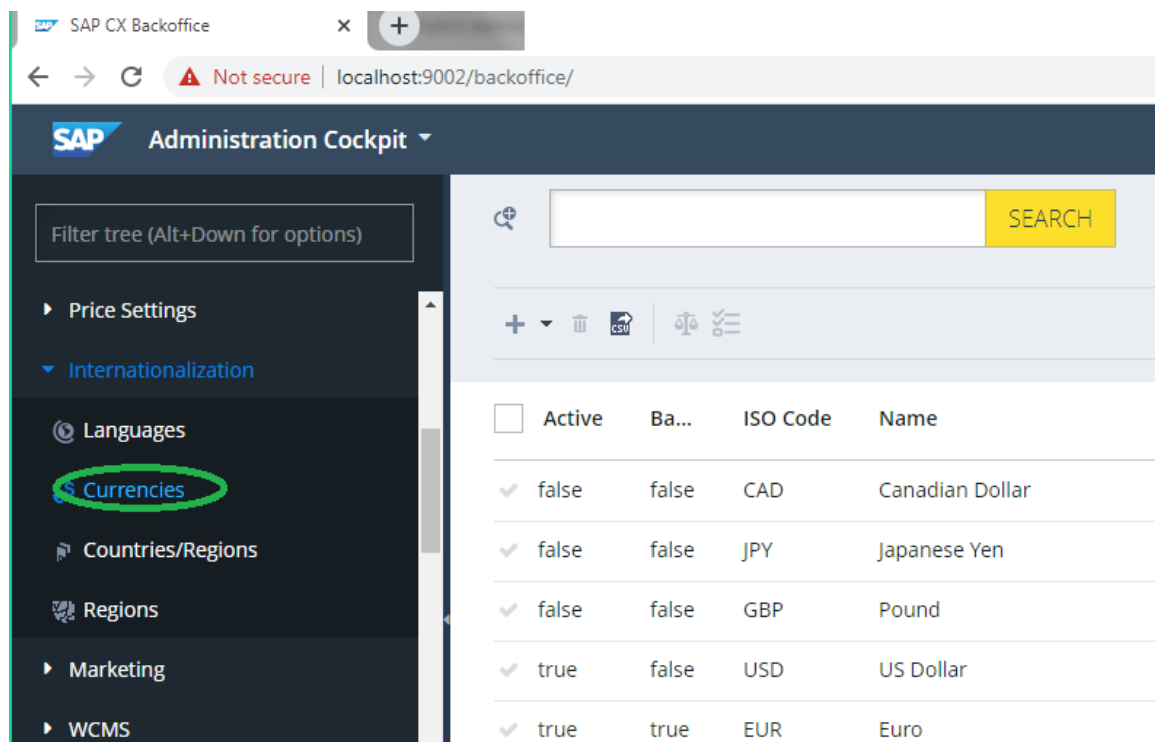 SAP CX Backoffice
Not secure | localhost:9002/backoffice/
SAP Administration Cockpit
Filter tree (Alt+Down for options)
Price Settings
Internationalization
Languages
Currencies
Countries/Regions
Regions
Marketing
WCMS
SEARCH
CSV
Active Ba... ISO Code Name
false false CAD Canadian Dollar
false false JPY Japanese Yen
false false GBP Pound
true false USD US Dollar
true true EUR Euro